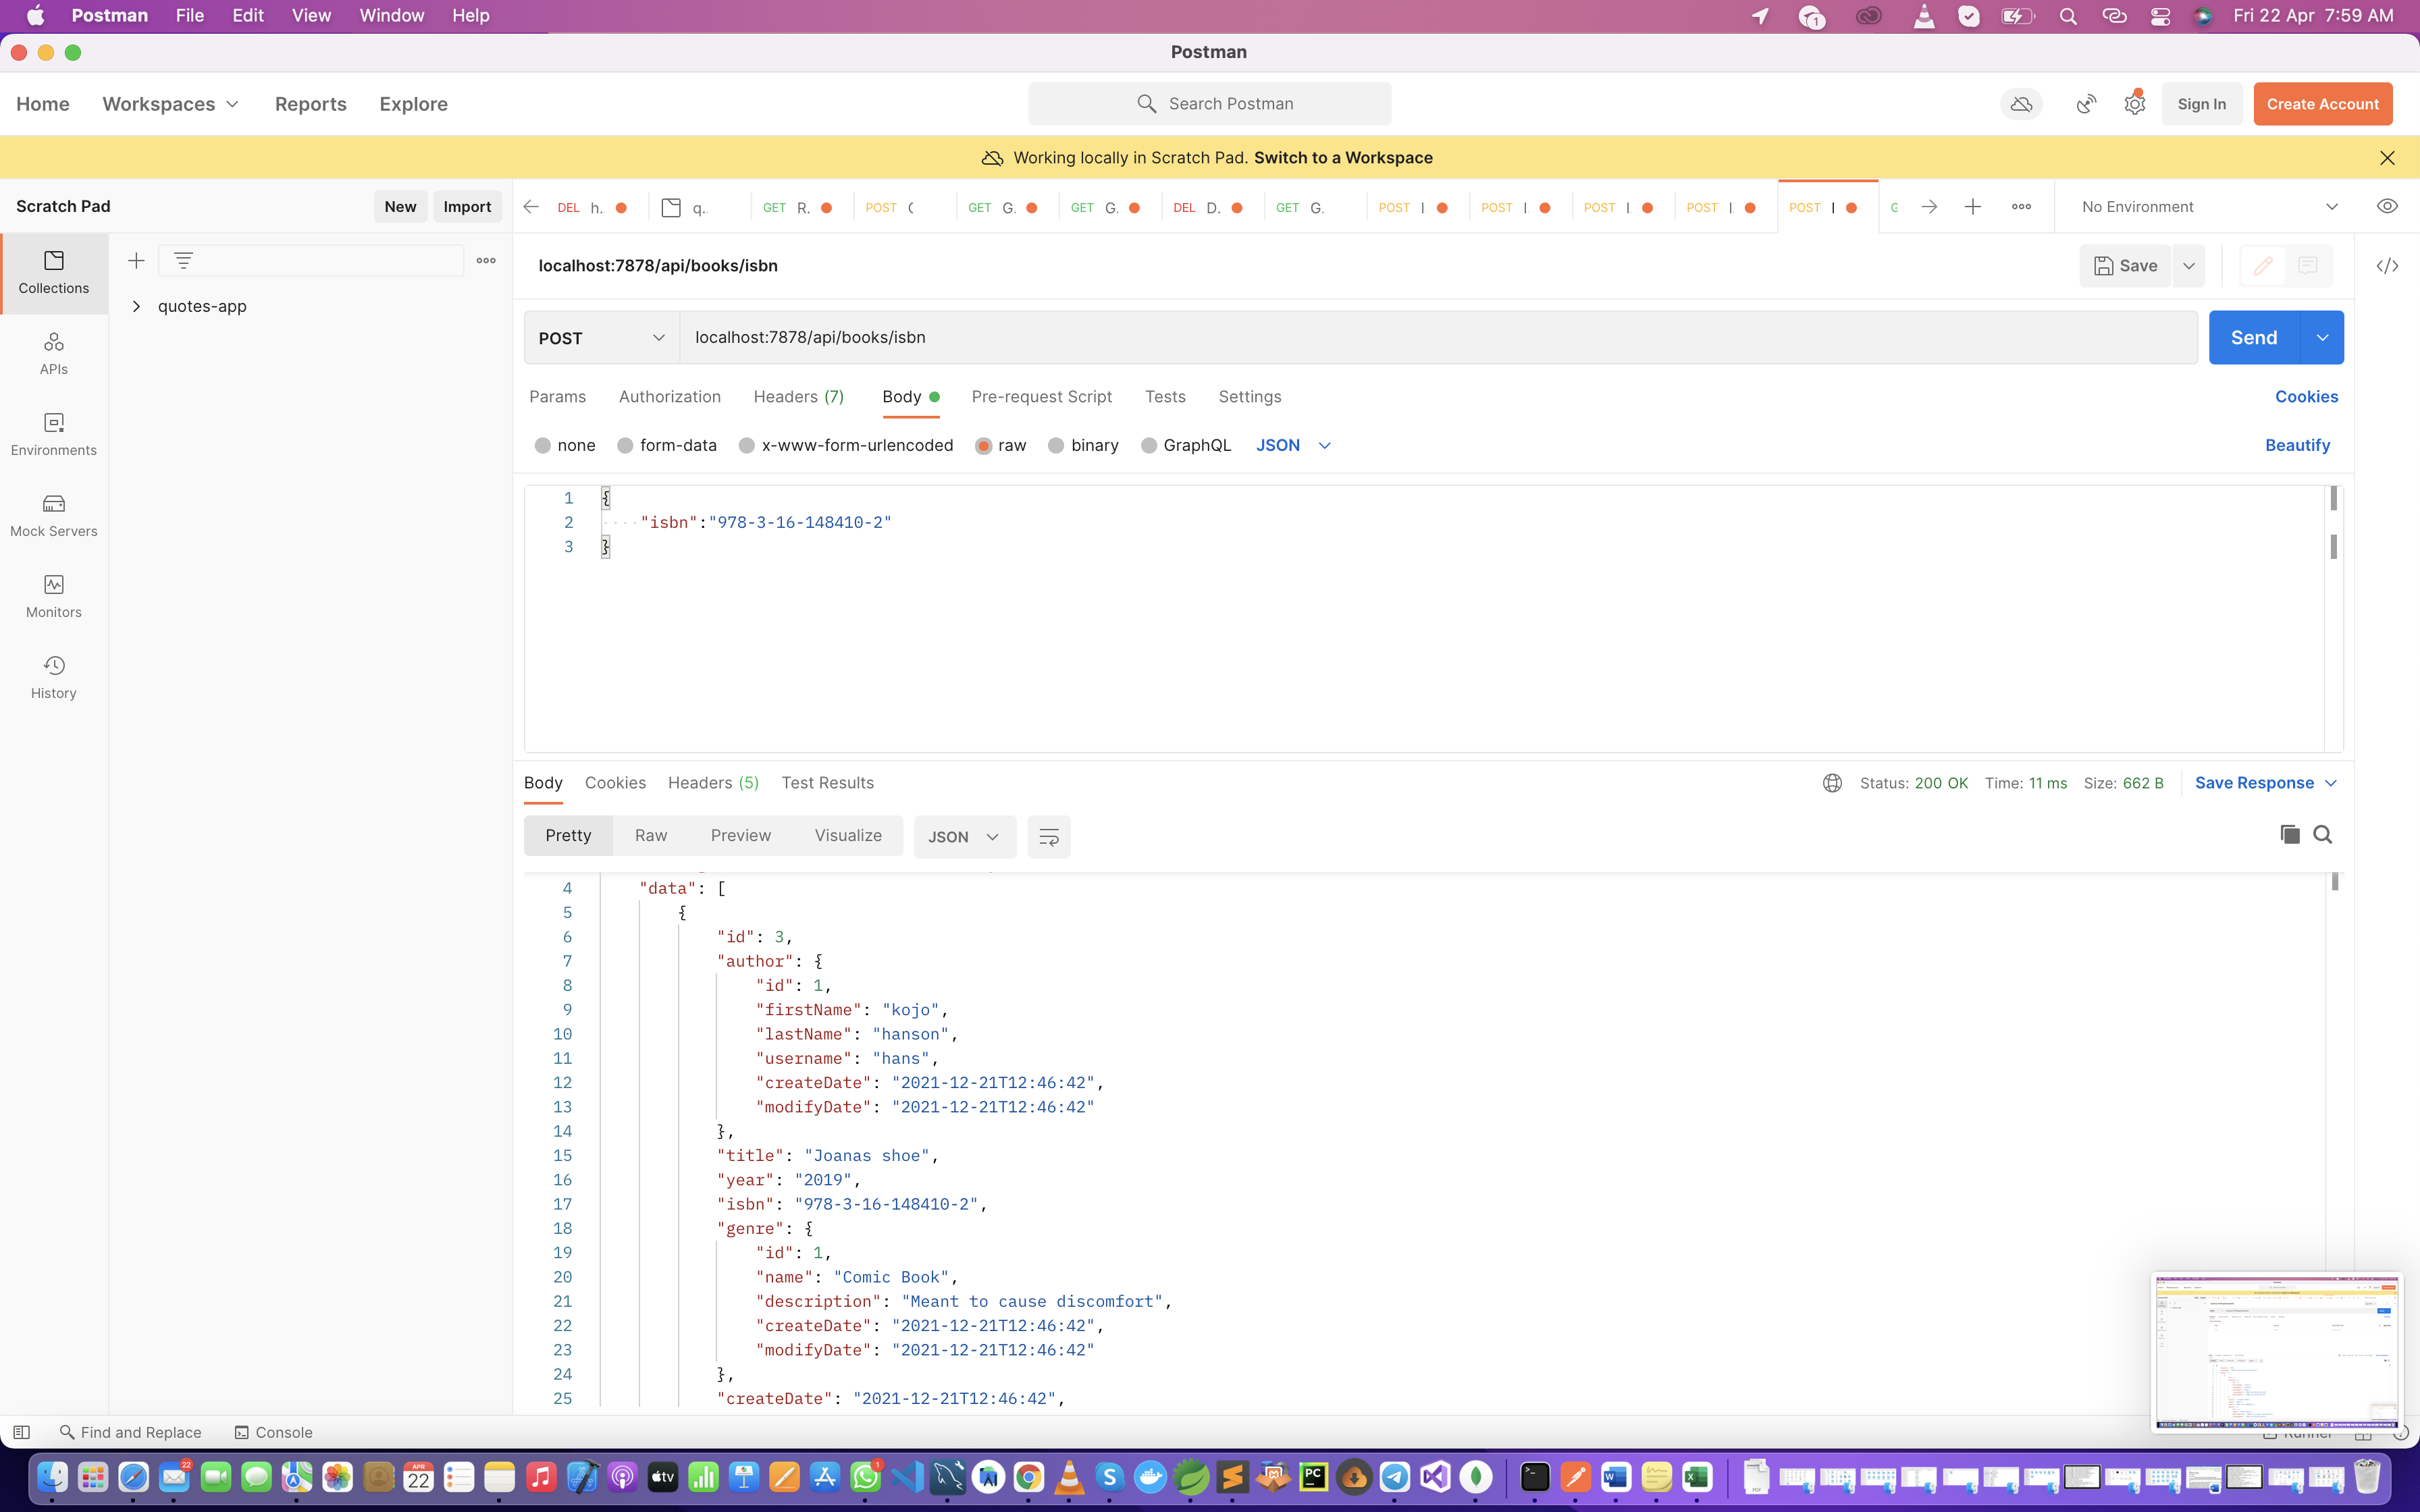 Postman File Edit View Window Help
1
Fri 22 Apr 7:59 AM
Postman
Home Workspaces Reports Explore
Search Postman
Sign In
Create Account
Working locally in Scratch Pad. Switch to a Workspace
Scratch Pad
New
Import
DEL h.
q.
GET R.
POST
GET G.
GET G.
DEL D.
GET G.
POST I
POST I.
POST I.
POST I
POST I
No Environment
Collections
APIs
Environments
Mock Servers
Monitors
History
quotes-app
localhost:7878/api/books/isbn
Save
POST
localhost:7878/api/books/isbn
Send
Params Authorization Headers (7) Body Pre-request Script Tests Settings
Cookies
none form-data x-www-form-urlencoded raw binary GraphQL JSON
Beautify
1 {
2 "isbn":"978-3-16-148410-2"
3 }
Body Cookies Headers (5) Test Results
Status: 200 OK Time: 11 ms Size: 662 B
Save Response
Pretty Raw Preview Visualize
JSON
4 "data": [
5 {
6 "id": 3,
7 "author": {
8 "id": 1,
9 "firstName": "kojo",
10 "lastName": "hanson",
11 "username": "hans",
12 "createDate": "2021-12-21T12:46:42",
13 "modifyDate": "2021-12-21T12:46:42"
14 },
15 "title": "Joanas shoe",
16 "year": "2019",
17 "isbn": "978-3-16-148410-2",
18 "genre": {
19 "id": 1,
20 "name": "Comic Book",
21 "description": "Meant to cause discomfort",
22 "createDate": "2021-12-21T12:46:42",
23 "modifyDate": "2021-12-21T12:46:42"
24 },
25 "createDate": "2021-12-21T12:46:42",
Find and Replace
Console
22
APR
22
tv
1
PC
PDF